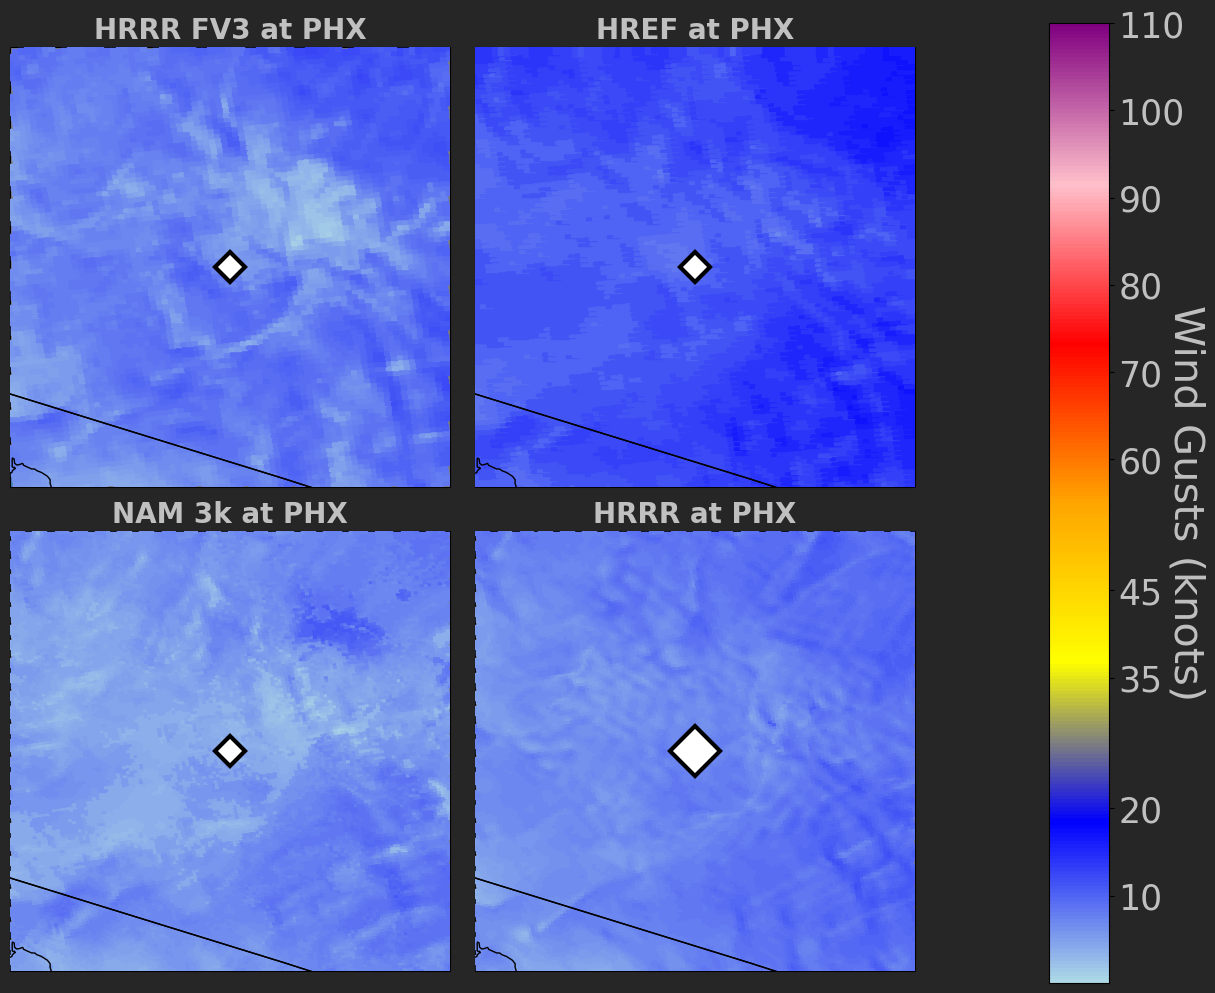 HRRR FV3 at PHX
HREF at PHX
NAM 3k at PHX
HRRR at PHX
110
100
90
80
70
60
45
35
20
10
Wind Gusts (knots)